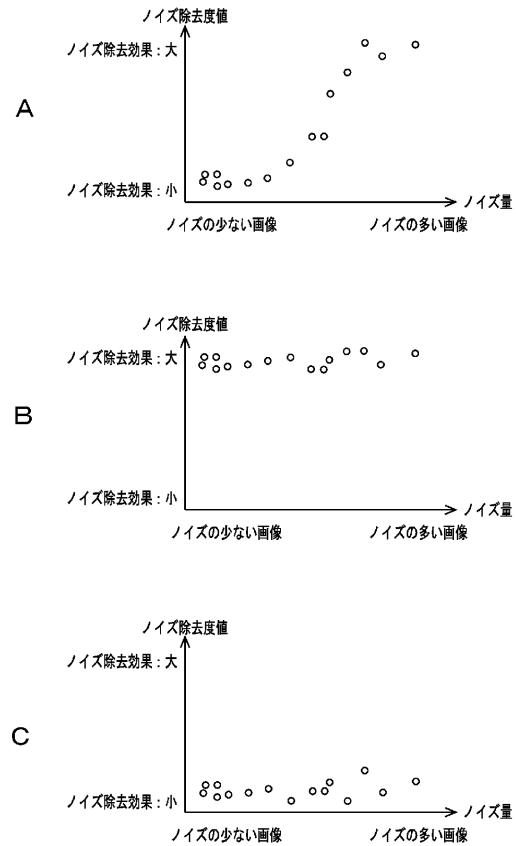 ノイズ除去度値
ノイズ除去効果：大
A
ノイズ除去効果：小
ノイズ量
ノイズの少ない画像
ノイズの多い画像
ノイズ除去度値
ノイズ除去効果：大
B
ノイズ除去効果：小
ノイズ量
ノイズの少ない画像
ノイズの多い画像
ノイズ除去度値
ノイズ除去効果：大
C
ノイズ除去効果：小
ノイズ量
ノイズの少ない画像
ノイズの多い画像